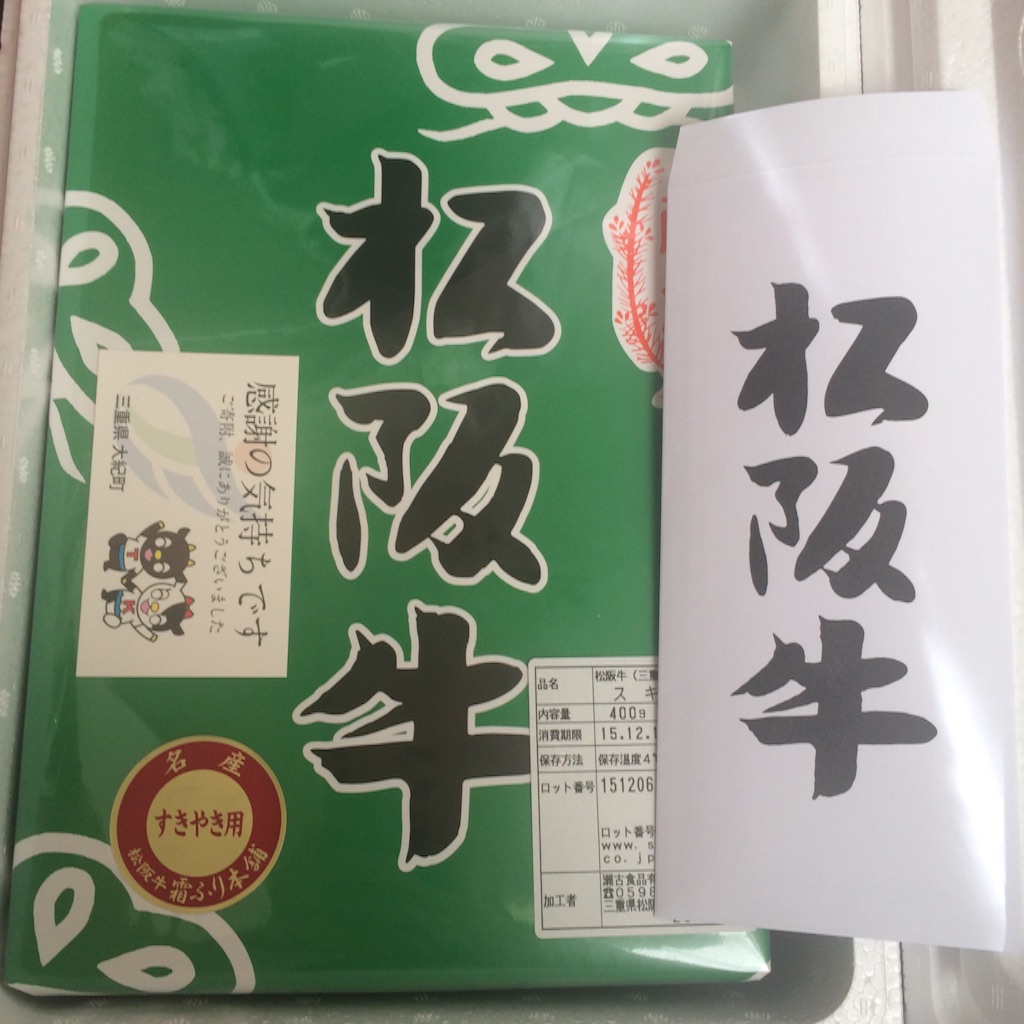 松阪牛
松阪牛
感謝の気持ちです
ご寄附、誠にありがとうございました
三重県 大紀町
T
K
名産
すきやき用
松阪牛 霜ふり本舗
品名
松阪牛(三重
スキ
内容量
400g
消費期限
15.12.
保存方法
保存温度4
ロット番号
151206
ロット番号
www.s
co.jp
加工者
瀬古食品有
☎0598
三重県松阪